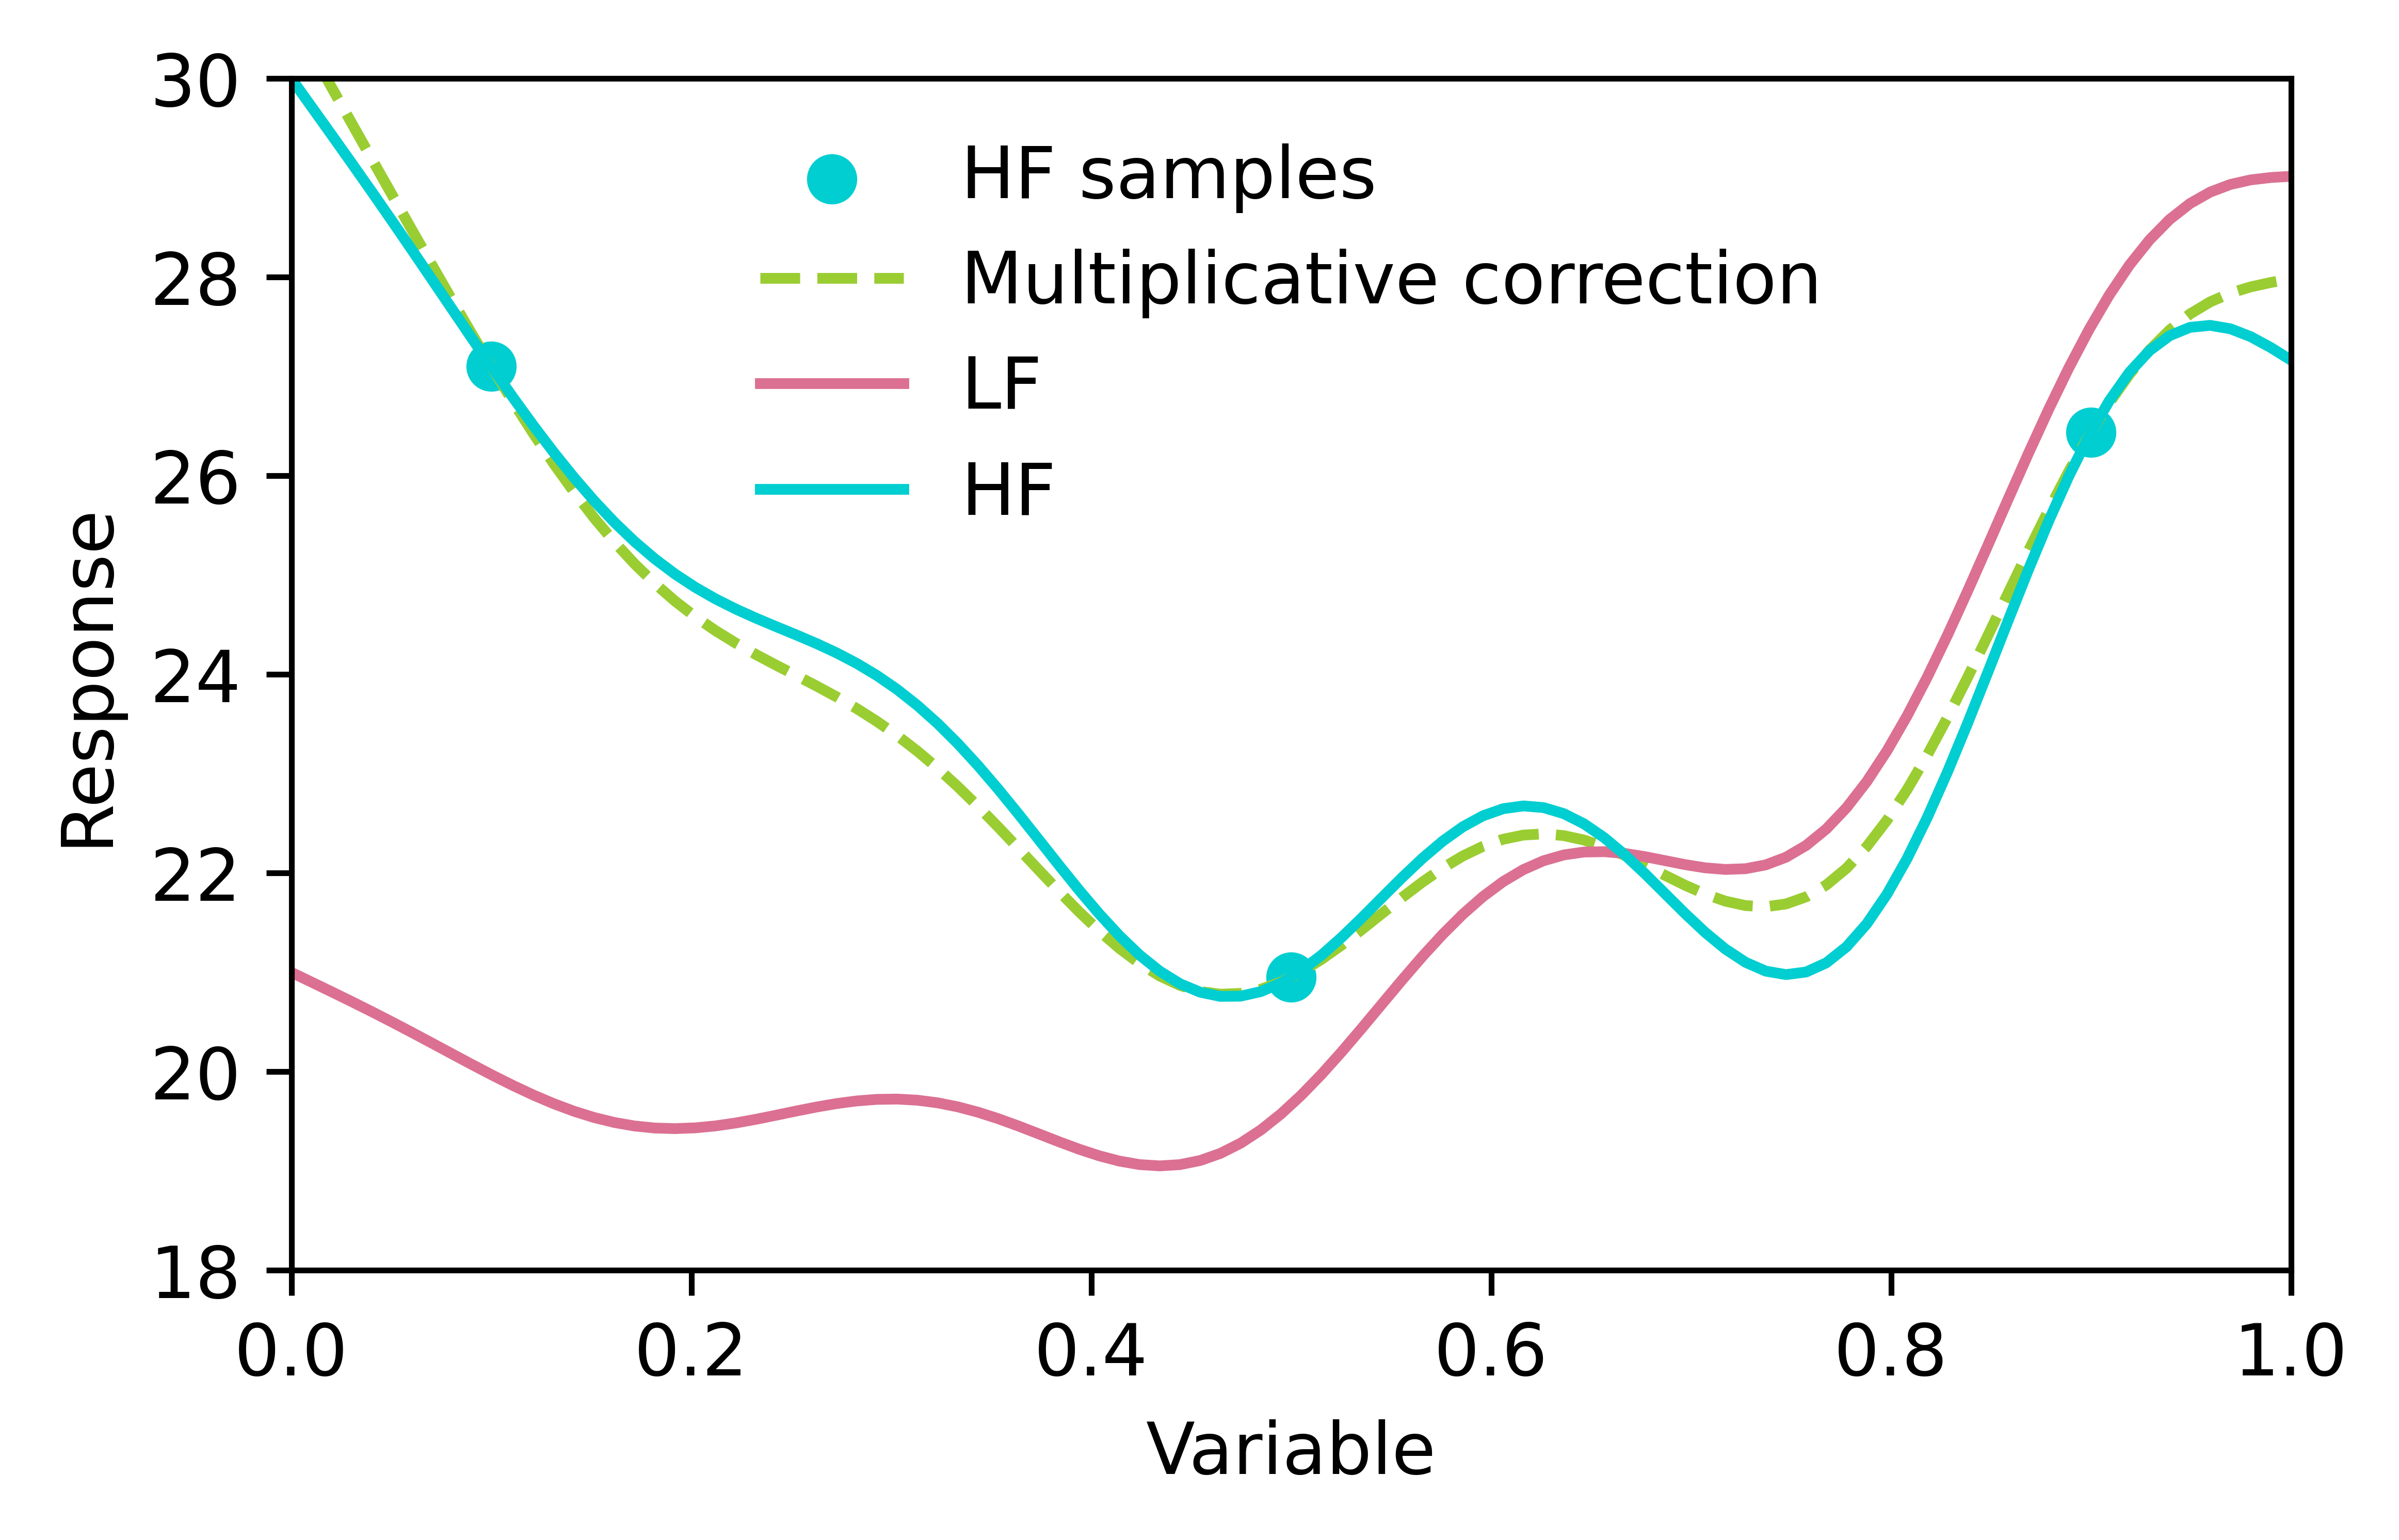 30
28
26
24
22
20
18
Response
HF samples
Multiplicative correction
LF
HF
0.0 0.2 0.4 0.6 0.8 1.0
Variable